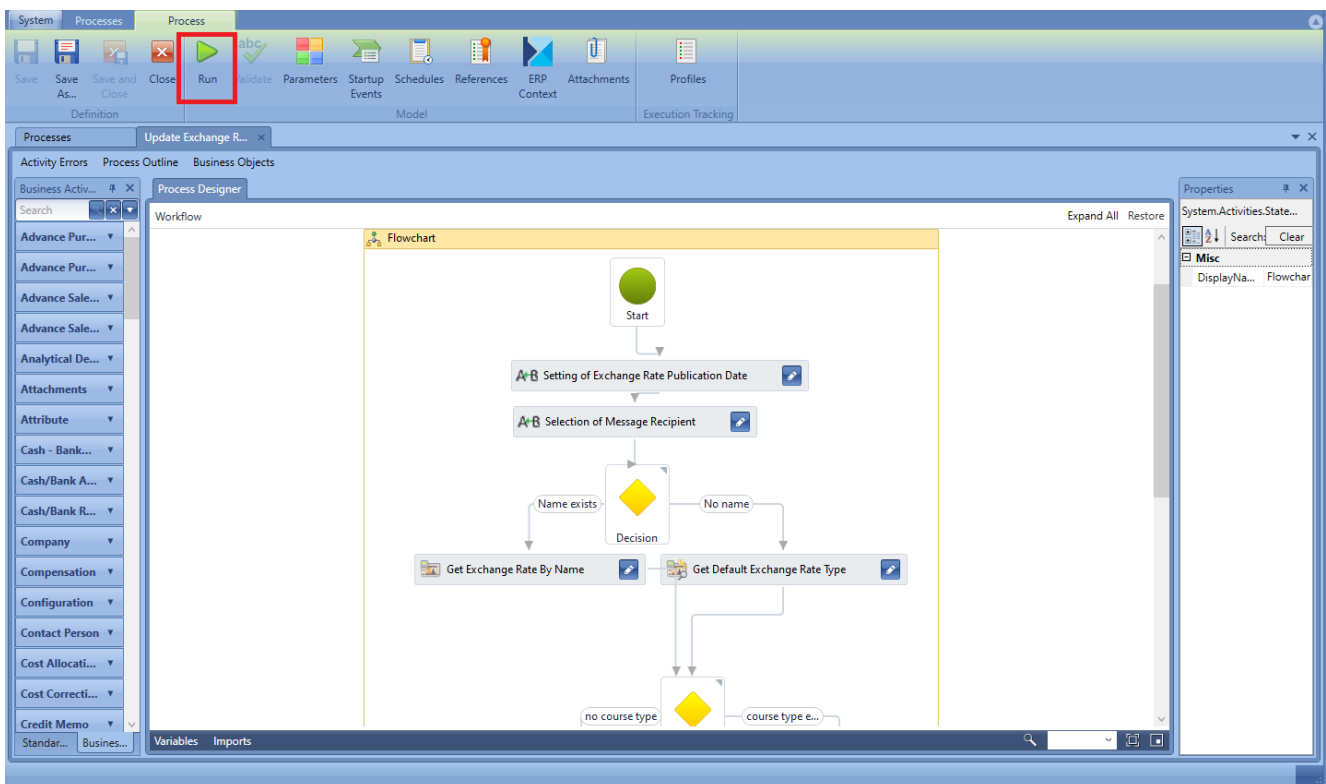 System Processes Process
Save
Save As...
Save and Close
Close
Run
abc
Validate
Parameters
Startup Events
Schedules
References
ERP Context
Attachments
Profiles
Definition
Model
Execution Tracking
Processes
Update Exchange R...
Activity Errors Process Outline Business Objects
Business Activ...
Process Designer
Properties
Search
Workflow
Expand All Restore
System.Activities.State...
Search: Clear
Misc
DisplayNa... Flowchar
Advance Pur...
Advance Pur...
Advance Sale...
Advance Sale...
Analytical De...
Attachments
Attribute
Cash - Bank...
Cash/Bank A...
Cash/Bank R...
Company
Compensation
Configuration
Contact Person
Cost Allocati...
Cost Correcti...
Credit Memo
Standar... Busines...
Flowchart
Start
A+B Setting of Exchange Rate Publication Date
A+B Selection of Message Recipient
Name exists
No name
Decision
Get Exchange Rate By Name
Get Default Exchange Rate Type
no course type
course type e...
Variables Imports